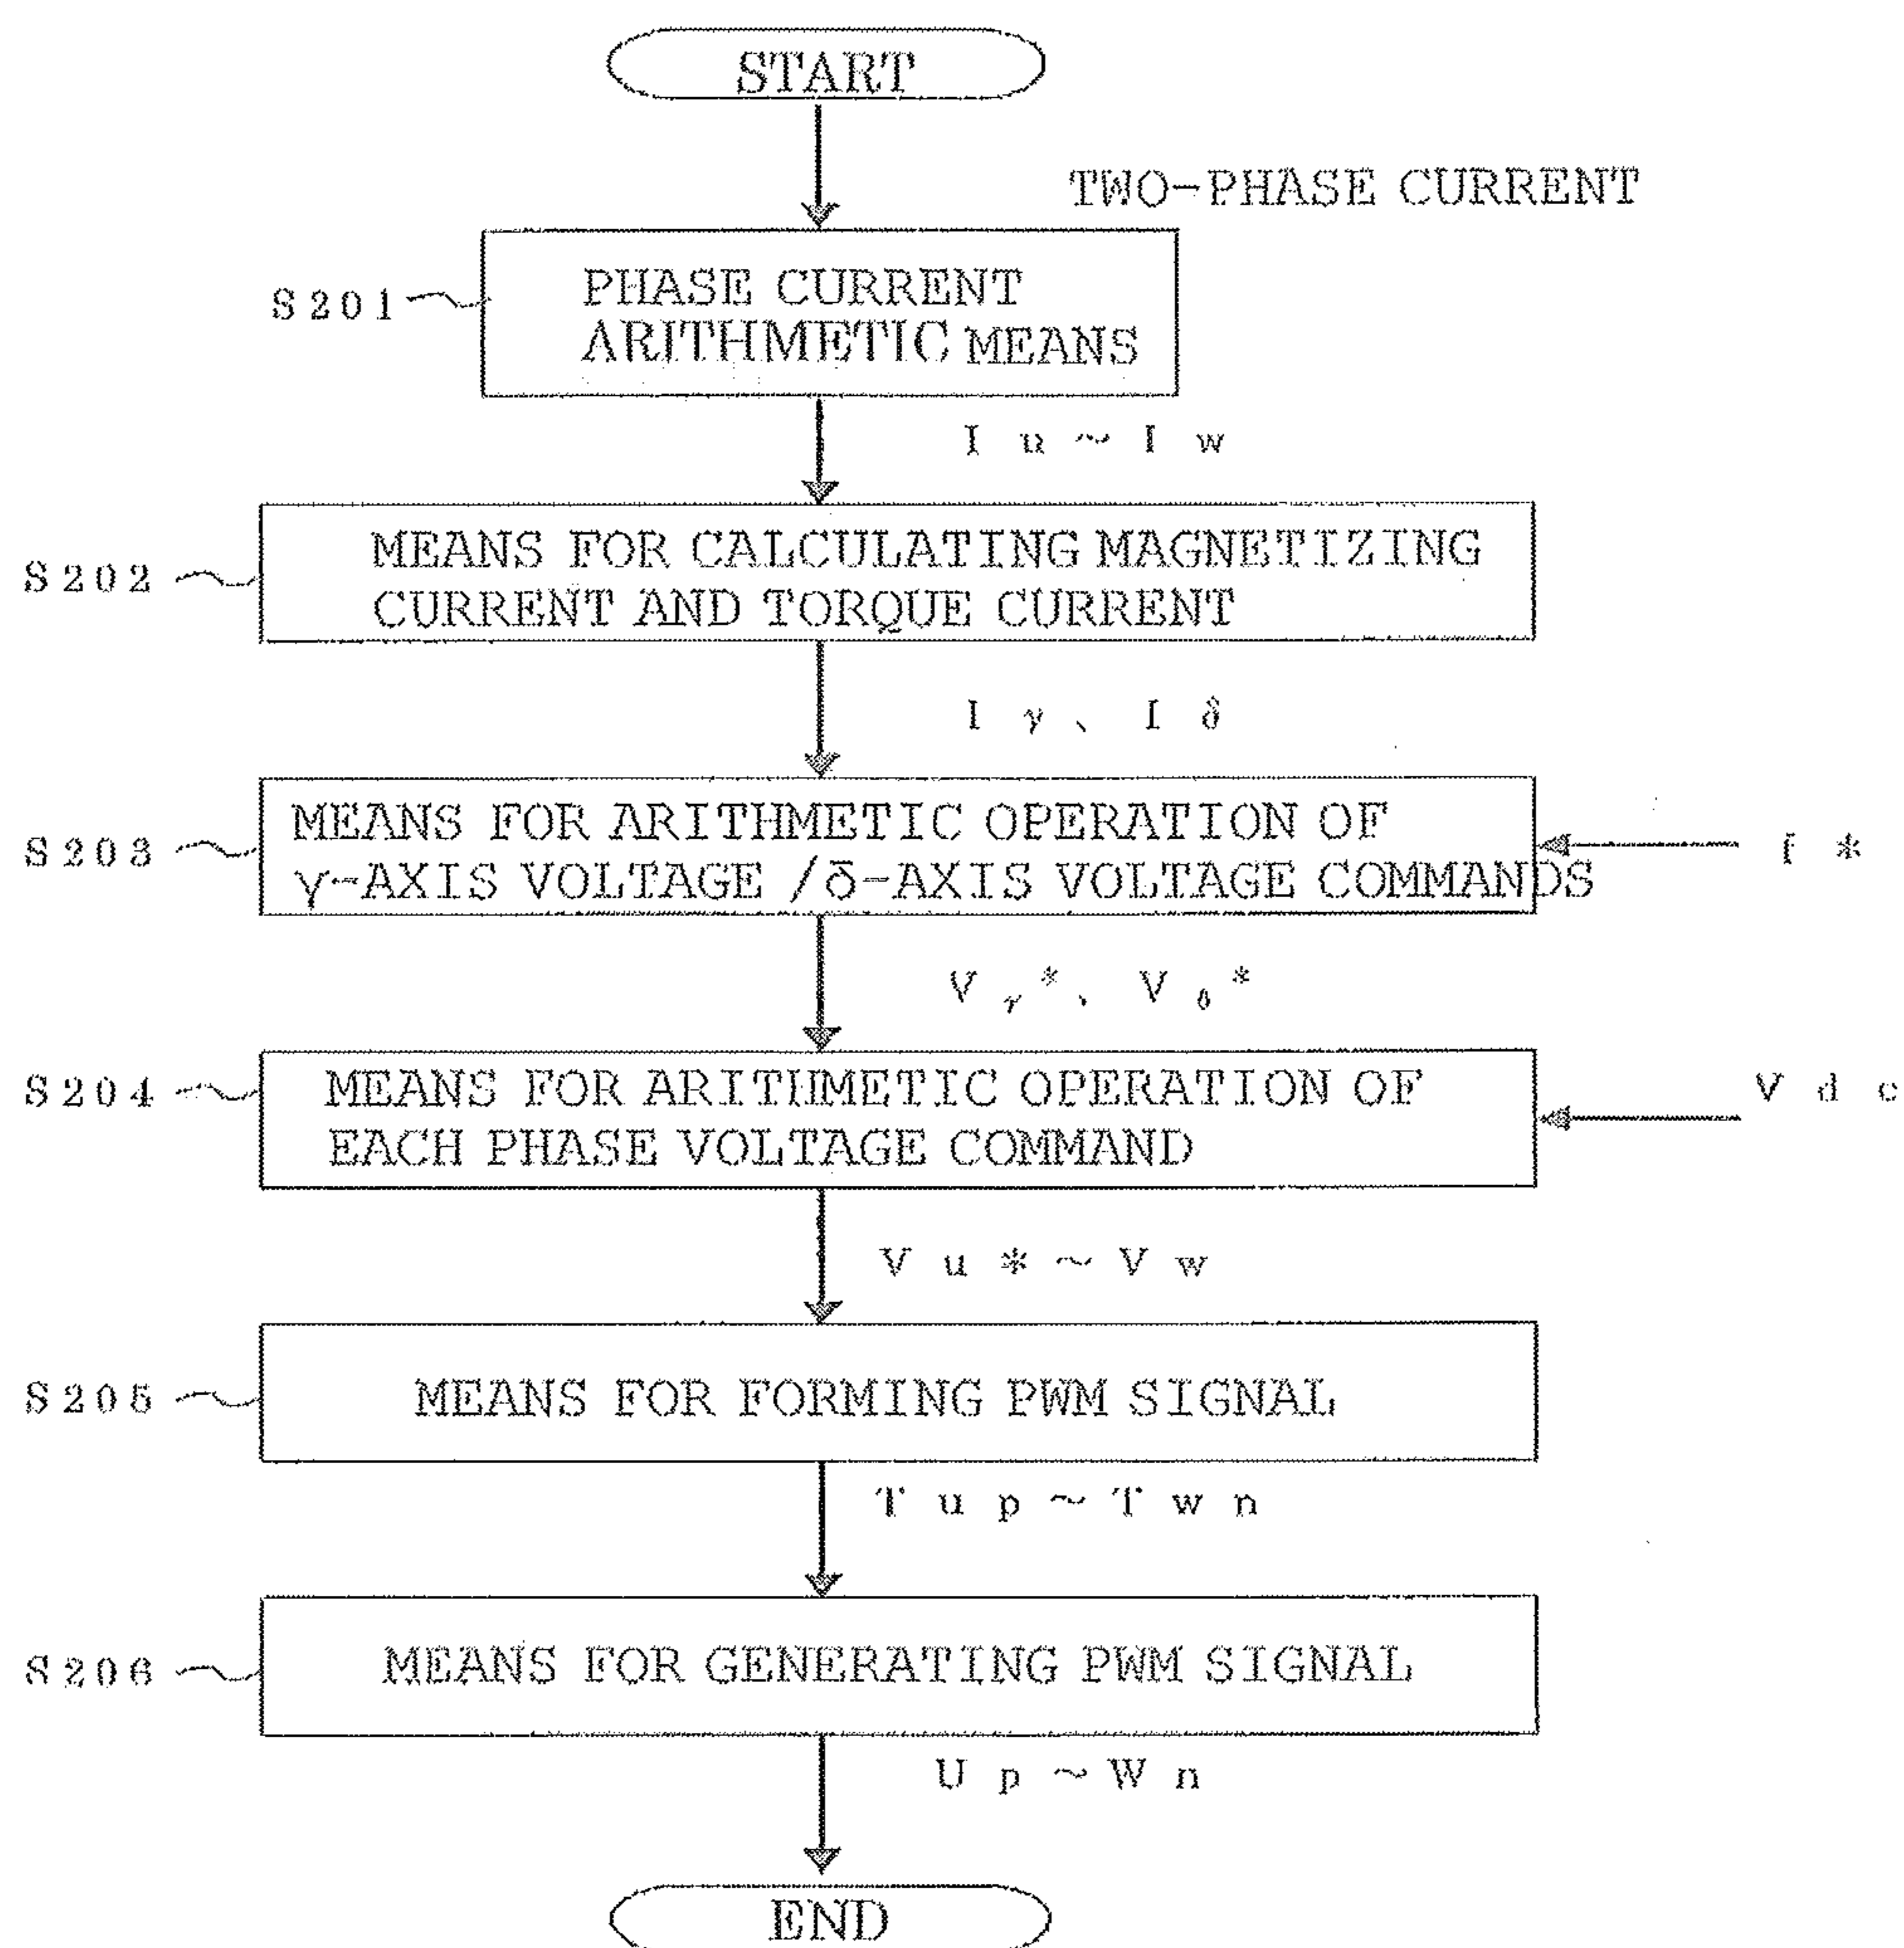 START
TWO-PHASE CURRENT
S201
PHASE CURRENT
ARITHMETIC MEANS
Iu~Iw
S202
MEANS FOR CALCULATING MAGNETIZING
CURRENT AND TORQUE CURRENT
Iγ、Iδ
S203
MEANS FOR ARITHMETIC OPERATION OF
γ-AXIS VOLTAGE /δ-AXIS VOLTAGE COMMANDS
f*
Vγ*、Vδ*
S204
MEANS FOR ARITHMETIC OPERATION OF
EACH PHASE VOLTAGE COMMAND
Vdc
Vu*~Vw
S205
MEANS FOR FORMING PWM SIGNAL
Tup~Twn
S206
MEANS FOR GENERATING PWM SIGNAL
Up~Wn
END